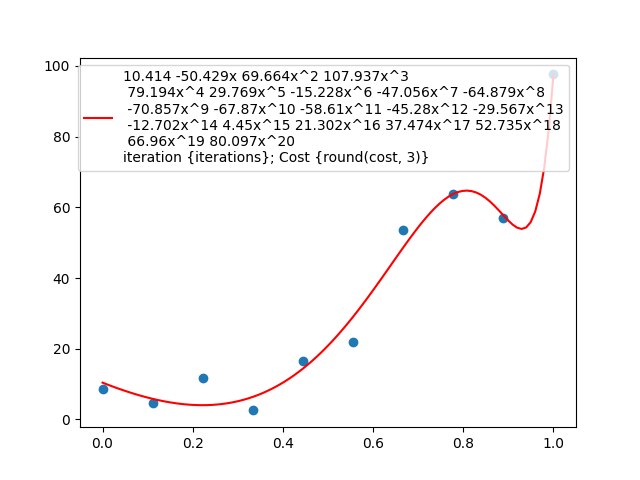 10.414 -50.429x 69.664x^2 107.937x^3
79.194x^4 29.769x^5 -15.228x^6 -47.056x^7 -64.879x^8
-70.857x^9 -67.87x^10 -58.61x^11 -45.28x^12 -29.567x^13
-12.702x^14 4.45x^15 21.302x^16 37.474x^17 52.735x^18
66.96x^19 80.097x^20
iteration {iterations}; Cost {round(cost, 3)}
100
80
60
40
20
0
0.0 0.2 0.4 0.6 0.8 1.0